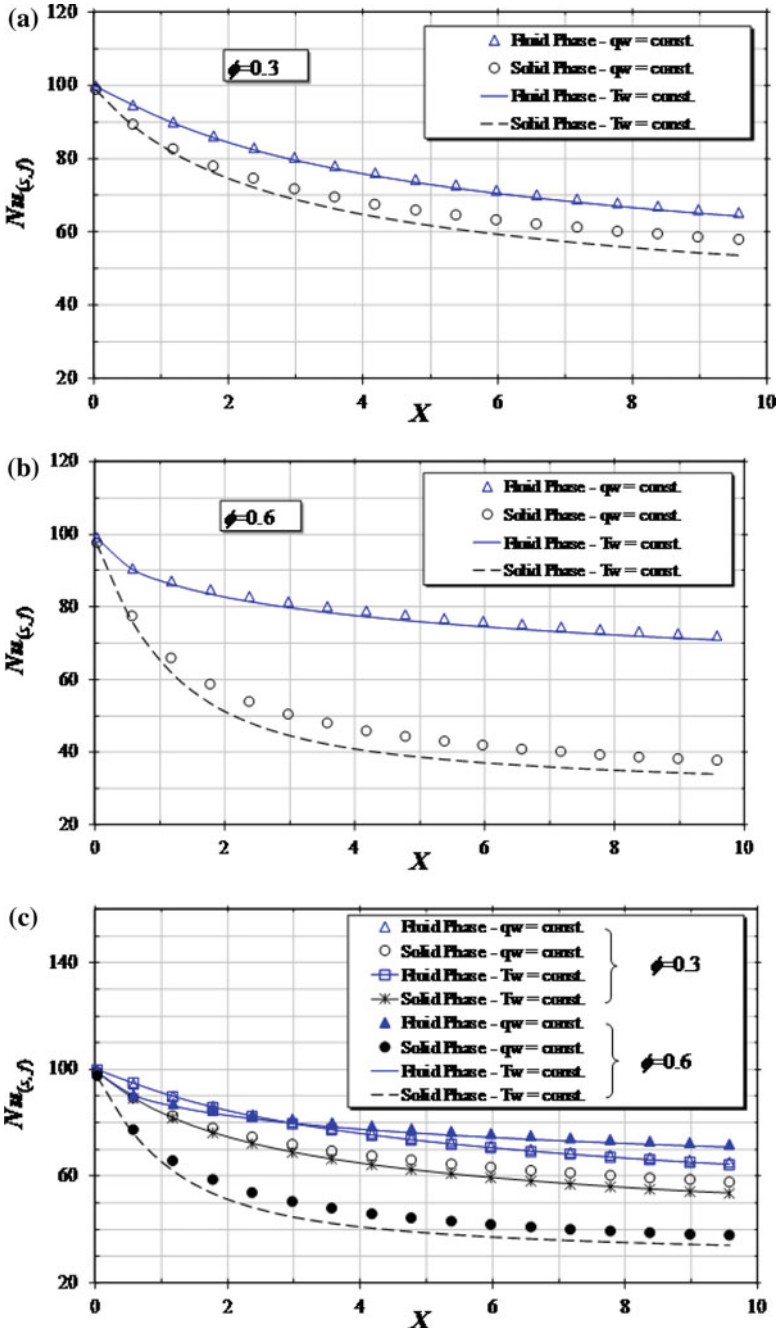 (a)
120
100
80
60
40
20
Nu(s,f)
ϕ=0.3
Fluid Phase - qw = const.
Solid Phase - qw = const.
Fluid Phase - Tw = const.
Solid Phase - Tw = const.
0 2 4 6 8 10
X
(b)
120
100
80
60
40
20
Nu(s,f)
ϕ=0.6
Fluid Phase - qw = const.
Solid Phase - qw = const.
Fluid Phase - Tw = const.
Solid Phase - Tw = const.
0 2 4 6 8 10
X
(c)
140
100
60
20
Nu(s,f)
Fluid Phase - qw = const.
Solid Phase - qw = const.
Fluid Phase - Tw = const.
Solid Phase - Tw = const.
ϕ=0.3
Fluid Phase - qw = const.
Solid Phase - qw = const.
Fluid Phase - Tw = const.
Solid Phase - Tw = const.
ϕ=0.6
0 2 4 6 8 10
X